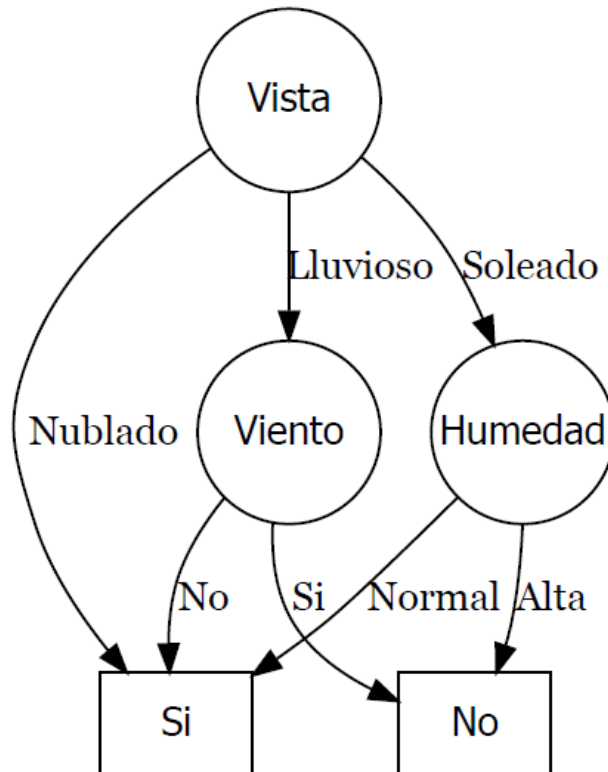 Vista
Lluvioso Soleado
Nublado Viento Humedad
No Si Normal Alta
Si No